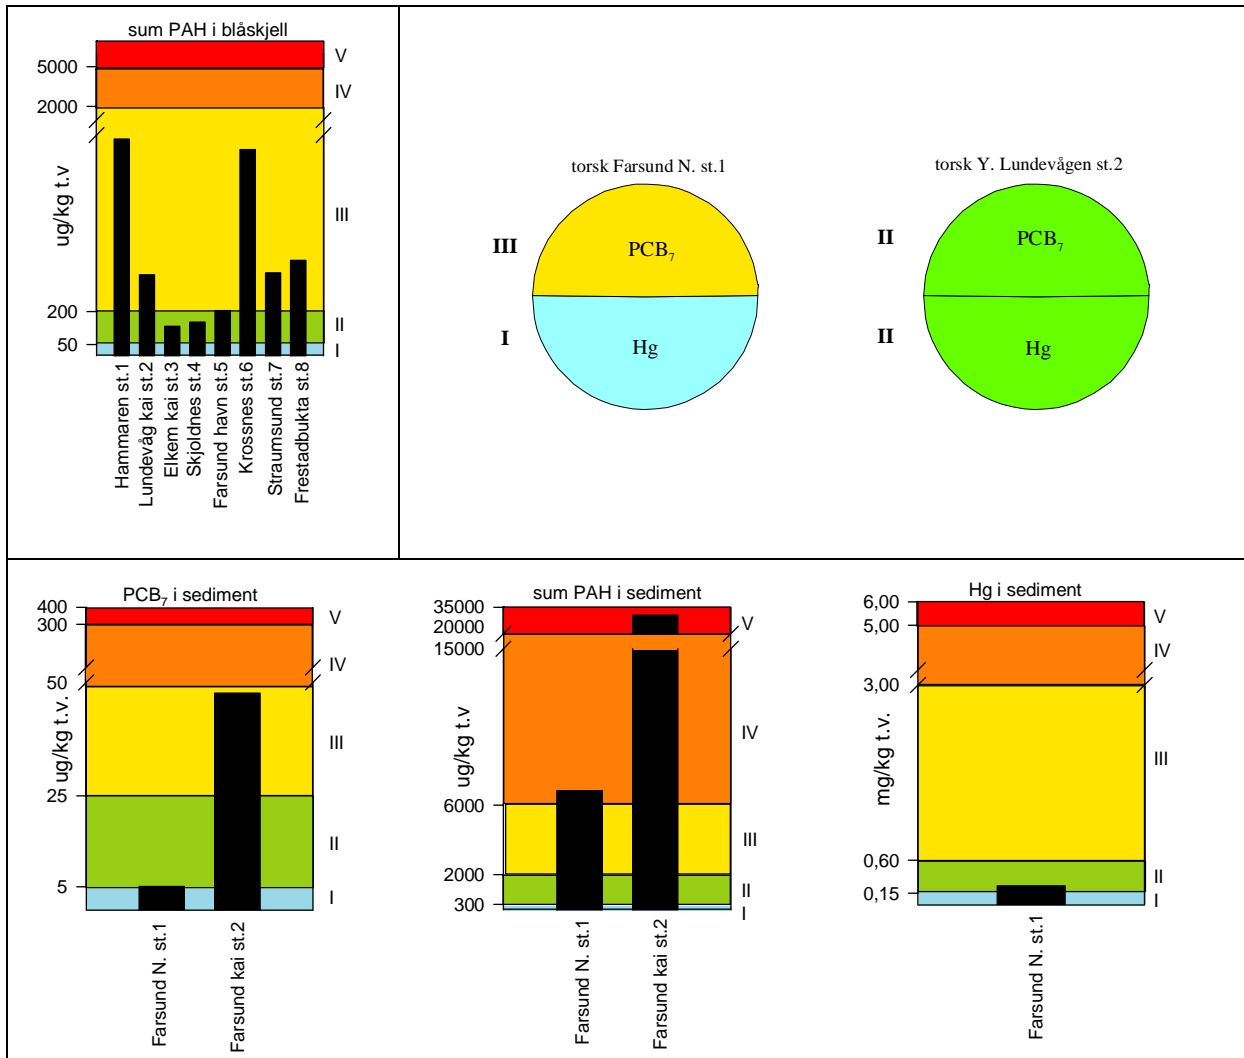 sum PAH i blåskjell
5000
2000
200
50
ug/kg t.v
V
IV
III
II
I
Hammaren st.1
Lundevåg kai st.2
Elkem kai st.3
Skjoldnes st.4
Farsund havn st.5
Krossnes st.6
Straumsund st.7
Frestadbukta st.8
torsk Farsund N. st.1
III
PCB₇
I
Hg
torsk Y. Lundevågen st.2
II
PCB₇
II
Hg
PCB₇ i sediment
400
300
50
25
5
ug/kg t.v.
V
IV
III
II
I
Farsund N. st.1
Farsund kai st.2
sum PAH i sediment
35000
20000
15000
6000
2000
300
ug/kg t.v
V
IV
III
II
I
Farsund N. st.1
Farsund kai st.2
Hg i sediment
6,00
5,00
3,00
0,60
0,15
mg/kg t.v.
V
IV
III
II
I
Farsund N. st.1